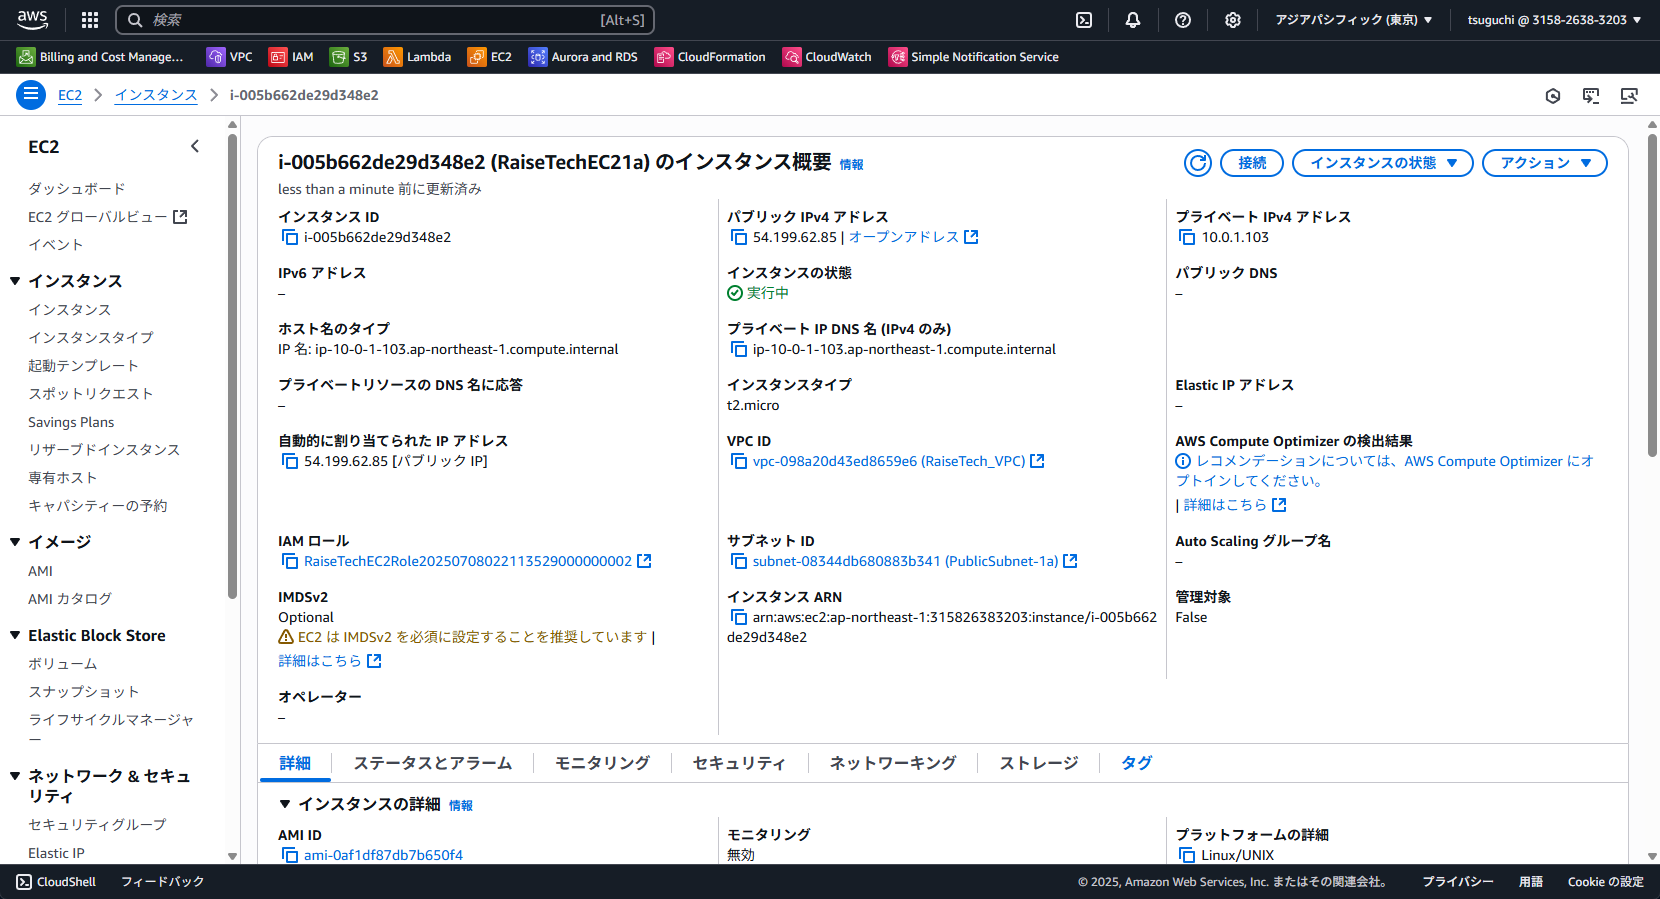 aws
検索
[Alt+S]
アジアパシフィック (東京) ▼
tsuguchi @ 3158-2638-3203 ▼
Billing and Cost Manage...
VPC
IAM
S3
Lambda
EC2
Aurora and RDS
CloudFormation
CloudWatch
Simple Notification Service
EC2
インスタンス
i-005b662de29d348e2
EC2
ダッシュボード
EC2 グローバルビュー
イベント
インスタンス
インスタンス
インスタンスタイプ
起動テンプレート
スポットリクエスト
Savings Plans
リザーブドインスタンス
専有ホスト
キャパシティーの予約
イメージ
AMI
AMI カタログ
Elastic Block Store
ボリューム
スナップショット
ライフサイクルマネージャ
ー
ネットワーク & セキュ
リティ
セキュリティグループ
Elastic IP
i-005b662de29d348e2 (RaiseTechEC21a) のインスタンス概要 情報
less than a minute 前に更新済み
接続
インスタンスの状態 ▼
アクション ▼
インスタンス ID
i-005b662de29d348e2
パブリック IPv4 アドレス
54.199.62.85 | オープンアドレス
プライベート IPv4 アドレス
10.0.1.103
IPv6 アドレス
–
インスタンスの状態
実行中
パブリック DNS
–
ホスト名のタイプ
IP 名: ip-10-0-1-103.ap-northeast-1.compute.internal
プライベート IP DNS 名 (IPv4 のみ)
ip-10-0-1-103.ap-northeast-1.compute.internal
プライベートリソースの DNS 名に応答
–
インスタンスタイプ
t2.micro
Elastic IP アドレス
–
自動的に割り当てられた IP アドレス
54.199.62.85 [パブリック IP]
VPC ID
vpc-098a20d43ed8659e6 (RaiseTech_VPC)
AWS Compute Optimizer の検出結果
レコメンデーションについては、AWS Compute Optimizer にオ
プトインしてください。
| 詳細はこちら
IAM ロール
RaiseTechEC2Role20250708022113529000000002
サブネット ID
subnet-08344db680883b341 (PublicSubnet-1a)
Auto Scaling グループ名
–
IMDSv2
Optional
EC2 は IMDSv2 を必須に設定することを推奨しています |
詳細はこちら
インスタンス ARN
arn:aws:ec2:ap-northeast-1:315826383203:instance/i-005b662
de29d348e2
管理対象
False
オペレーター
–
詳細
ステータスとアラーム
モニタリング
セキュリティ
ネットワーキング
ストレージ
タグ
▼ インスタンスの詳細 情報
AMI ID
ami-0af1df87db7b650f4
モニタリング
無効
プラットフォームの詳細
Linux/UNIX
CloudShell
フィードバック
© 2025, Amazon Web Services, Inc. またはその関連会社。
プライバシー
用語
Cookie の設定